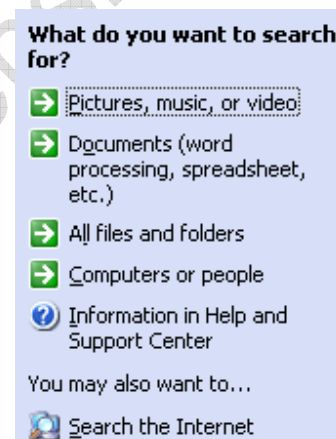 What do you want to search
for?
Pictures, music, or video
Documents (word
processing, spreadsheet,
etc.)
All files and folders
Computers or people
Information in Help and
Support Center
You may also want to...
Search the Internet